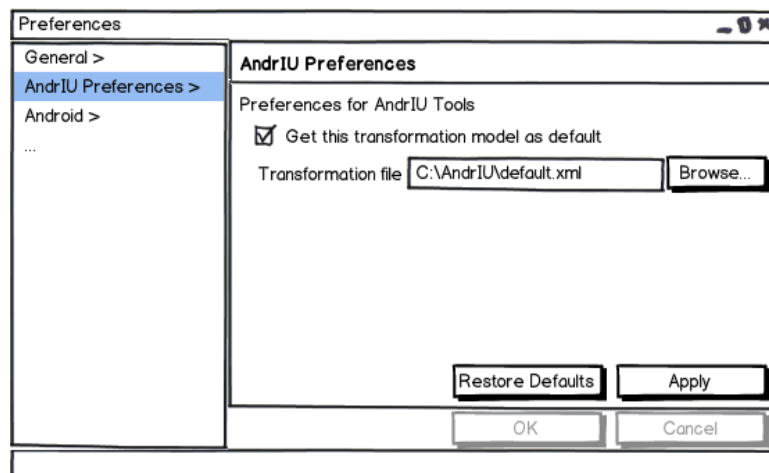 Preferences
General >
AndrIU Preferences >
Android >
...
AndrIU Preferences
Preferences for AndrIU Tools
Get this transformation model as default
Transformation file C:\AndrIU\default.xml Browse...
Restore Defaults Apply
OK Cancel